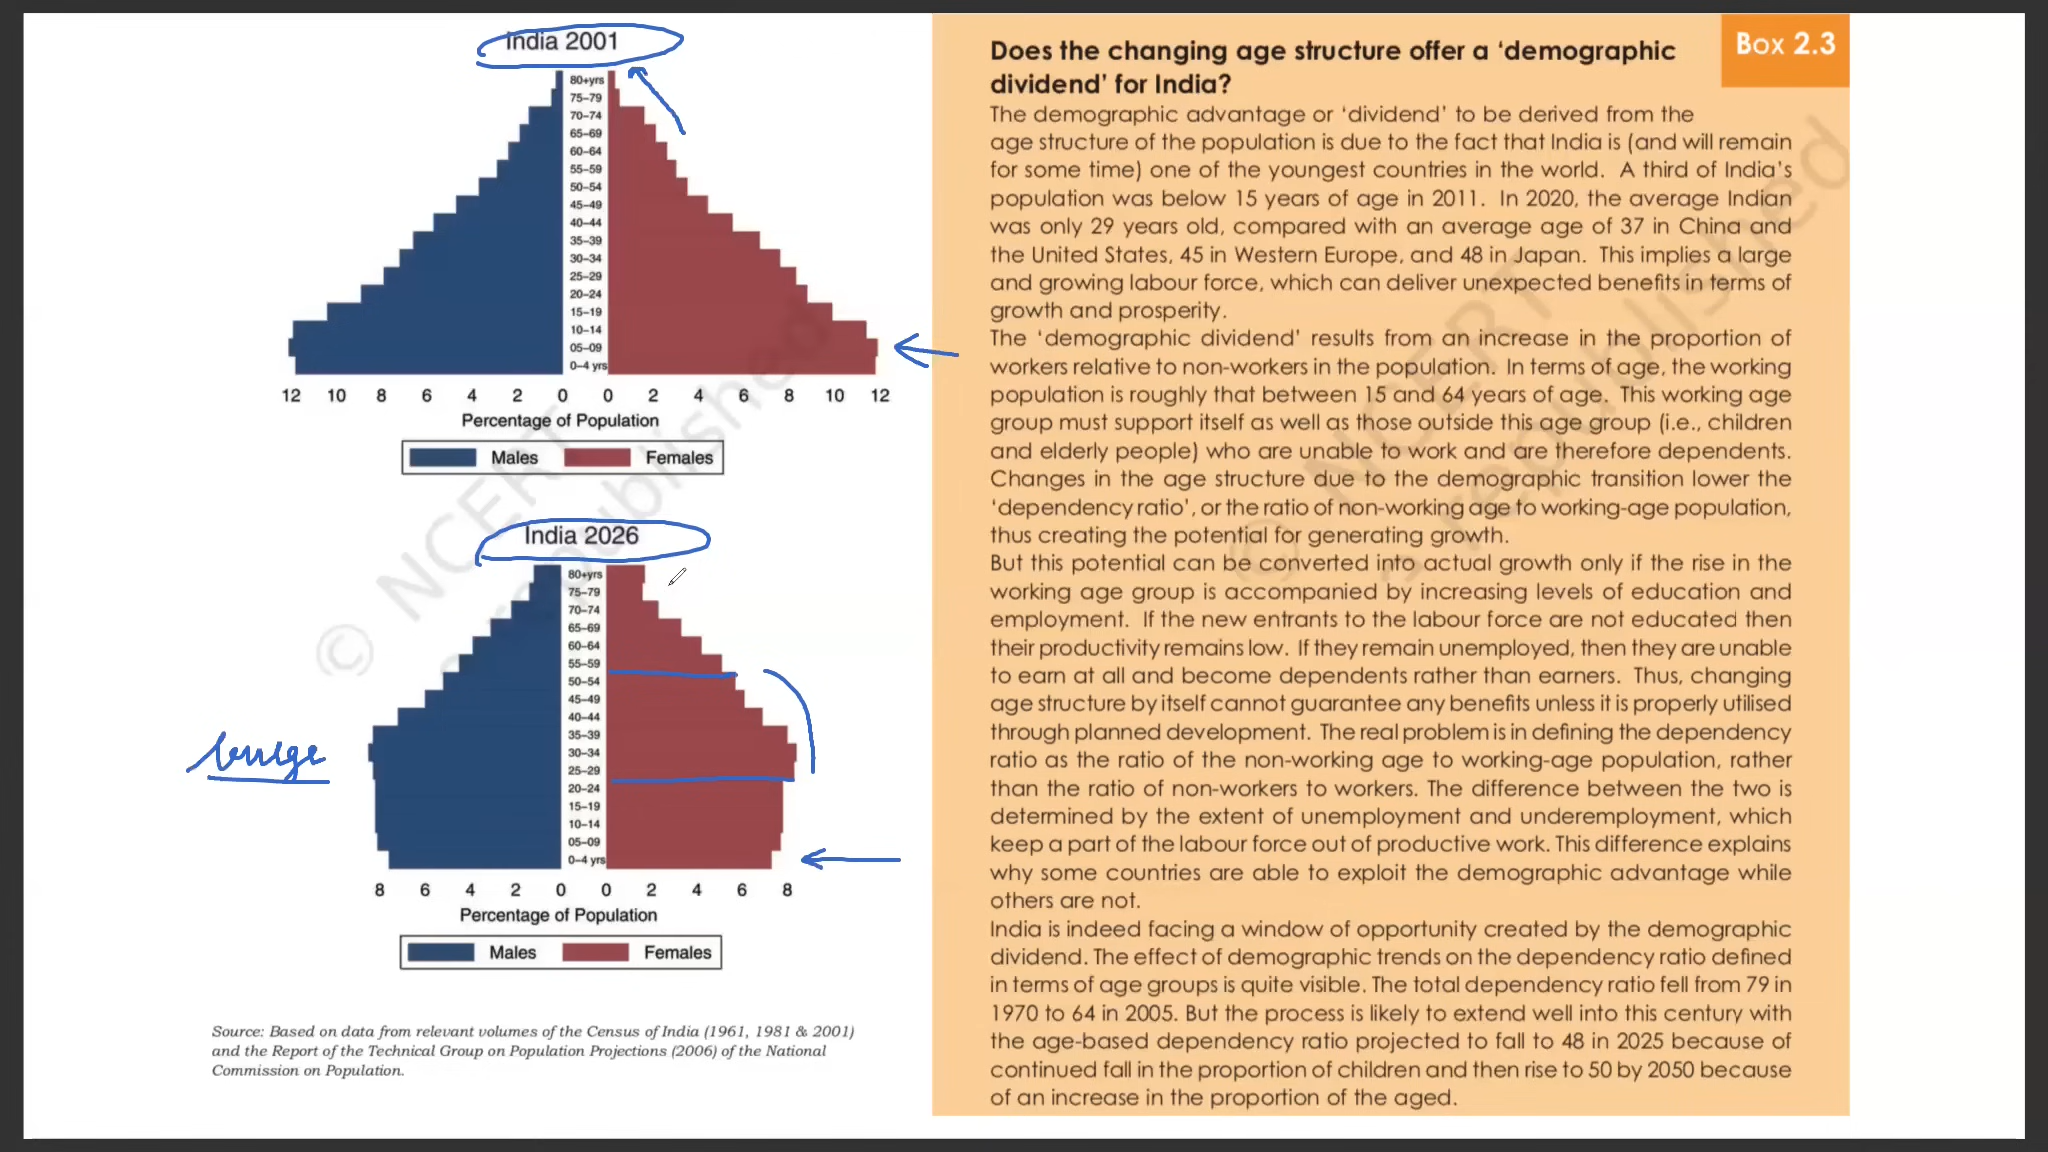 India 2001
80+yrs
75–79
70–74
65–69
60–64
55–59
50–54
45–49
40–44
35–39
30–34
25–29
20–24
15–19
10–14
05–09
0–4 yrs
12 10 8 6 4 2 0 0 2 4 6 8 10 12
Percentage of Population
Males Females
India 2026
80+yrs
75–79
70–74
65–69
60–64
55–59
50–54
45–49
40–44
35–39
30–34
25–29
20–24
15–19
10–14
05–09
0–4 yrs
bulge
8 6 4 2 0 0 2 4 6 8
Percentage of Population
Males Females
Source: Based on data from relevant volumes of the Census of India (1961, 1981 & 2001)
and the Report of the Technical Group on Population Projections (2006) of the National
Commission on Population.
© NCERT
Box 2.3
Does the changing age structure offer a ‘demographic
dividend’ for India?
The demographic advantage or ‘dividend’ to be derived from the
age structure of the population is due to the fact that India is (and will remain
for some time) one of the youngest countries in the world. A third of India’s
population was below 15 years of age in 2011. In 2020, the average Indian
was only 29 years old, compared with an average age of 37 in China and
the United States, 45 in Western Europe, and 48 in Japan. This implies a large
and growing labour force, which can deliver unexpected benefits in terms of
growth and prosperity.
The ‘demographic dividend’ results from an increase in the proportion of
workers relative to non-workers in the population. In terms of age, the working
population is roughly that between 15 and 64 years of age. This working age
group must support itself as well as those outside this age group (i.e., children
and elderly people) who are unable to work and are therefore dependents.
Changes in the age structure due to the demographic transition lower the
‘dependency ratio’, or the ratio of non-working age to working-age population,
thus creating the potential for generating growth.
But this potential can be converted into actual growth only if the rise in the
working age group is accompanied by increasing levels of education and
employment. If the new entrants to the labour force are not educated then
their productivity remains low. If they remain unemployed, then they are unable
to earn at all and become dependents rather than earners. Thus, changing
age structure by itself cannot guarantee any benefits unless it is properly utilised
through planned development. The real problem is in defining the dependency
ratio as the ratio of the non-working age to working-age population, rather
than the ratio of non-workers to workers. The difference between the two is
determined by the extent of unemployment and underemployment, which
keep a part of the labour force out of productive work. This difference explains
why some countries are able to exploit the demographic advantage while
others are not.
India is indeed facing a window of opportunity created by the demographic
dividend. The effect of demographic trends on the dependency ratio defined
in terms of age groups is quite visible. The total dependency ratio fell from 79 in
1970 to 64 in 2005. But the process is likely to extend well into this century with
the age-based dependency ratio projected to fall to 48 in 2025 because of
continued fall in the proportion of children and then rise to 50 by 2050 because
of an increase in the proportion of the aged.
© NCERT
republished